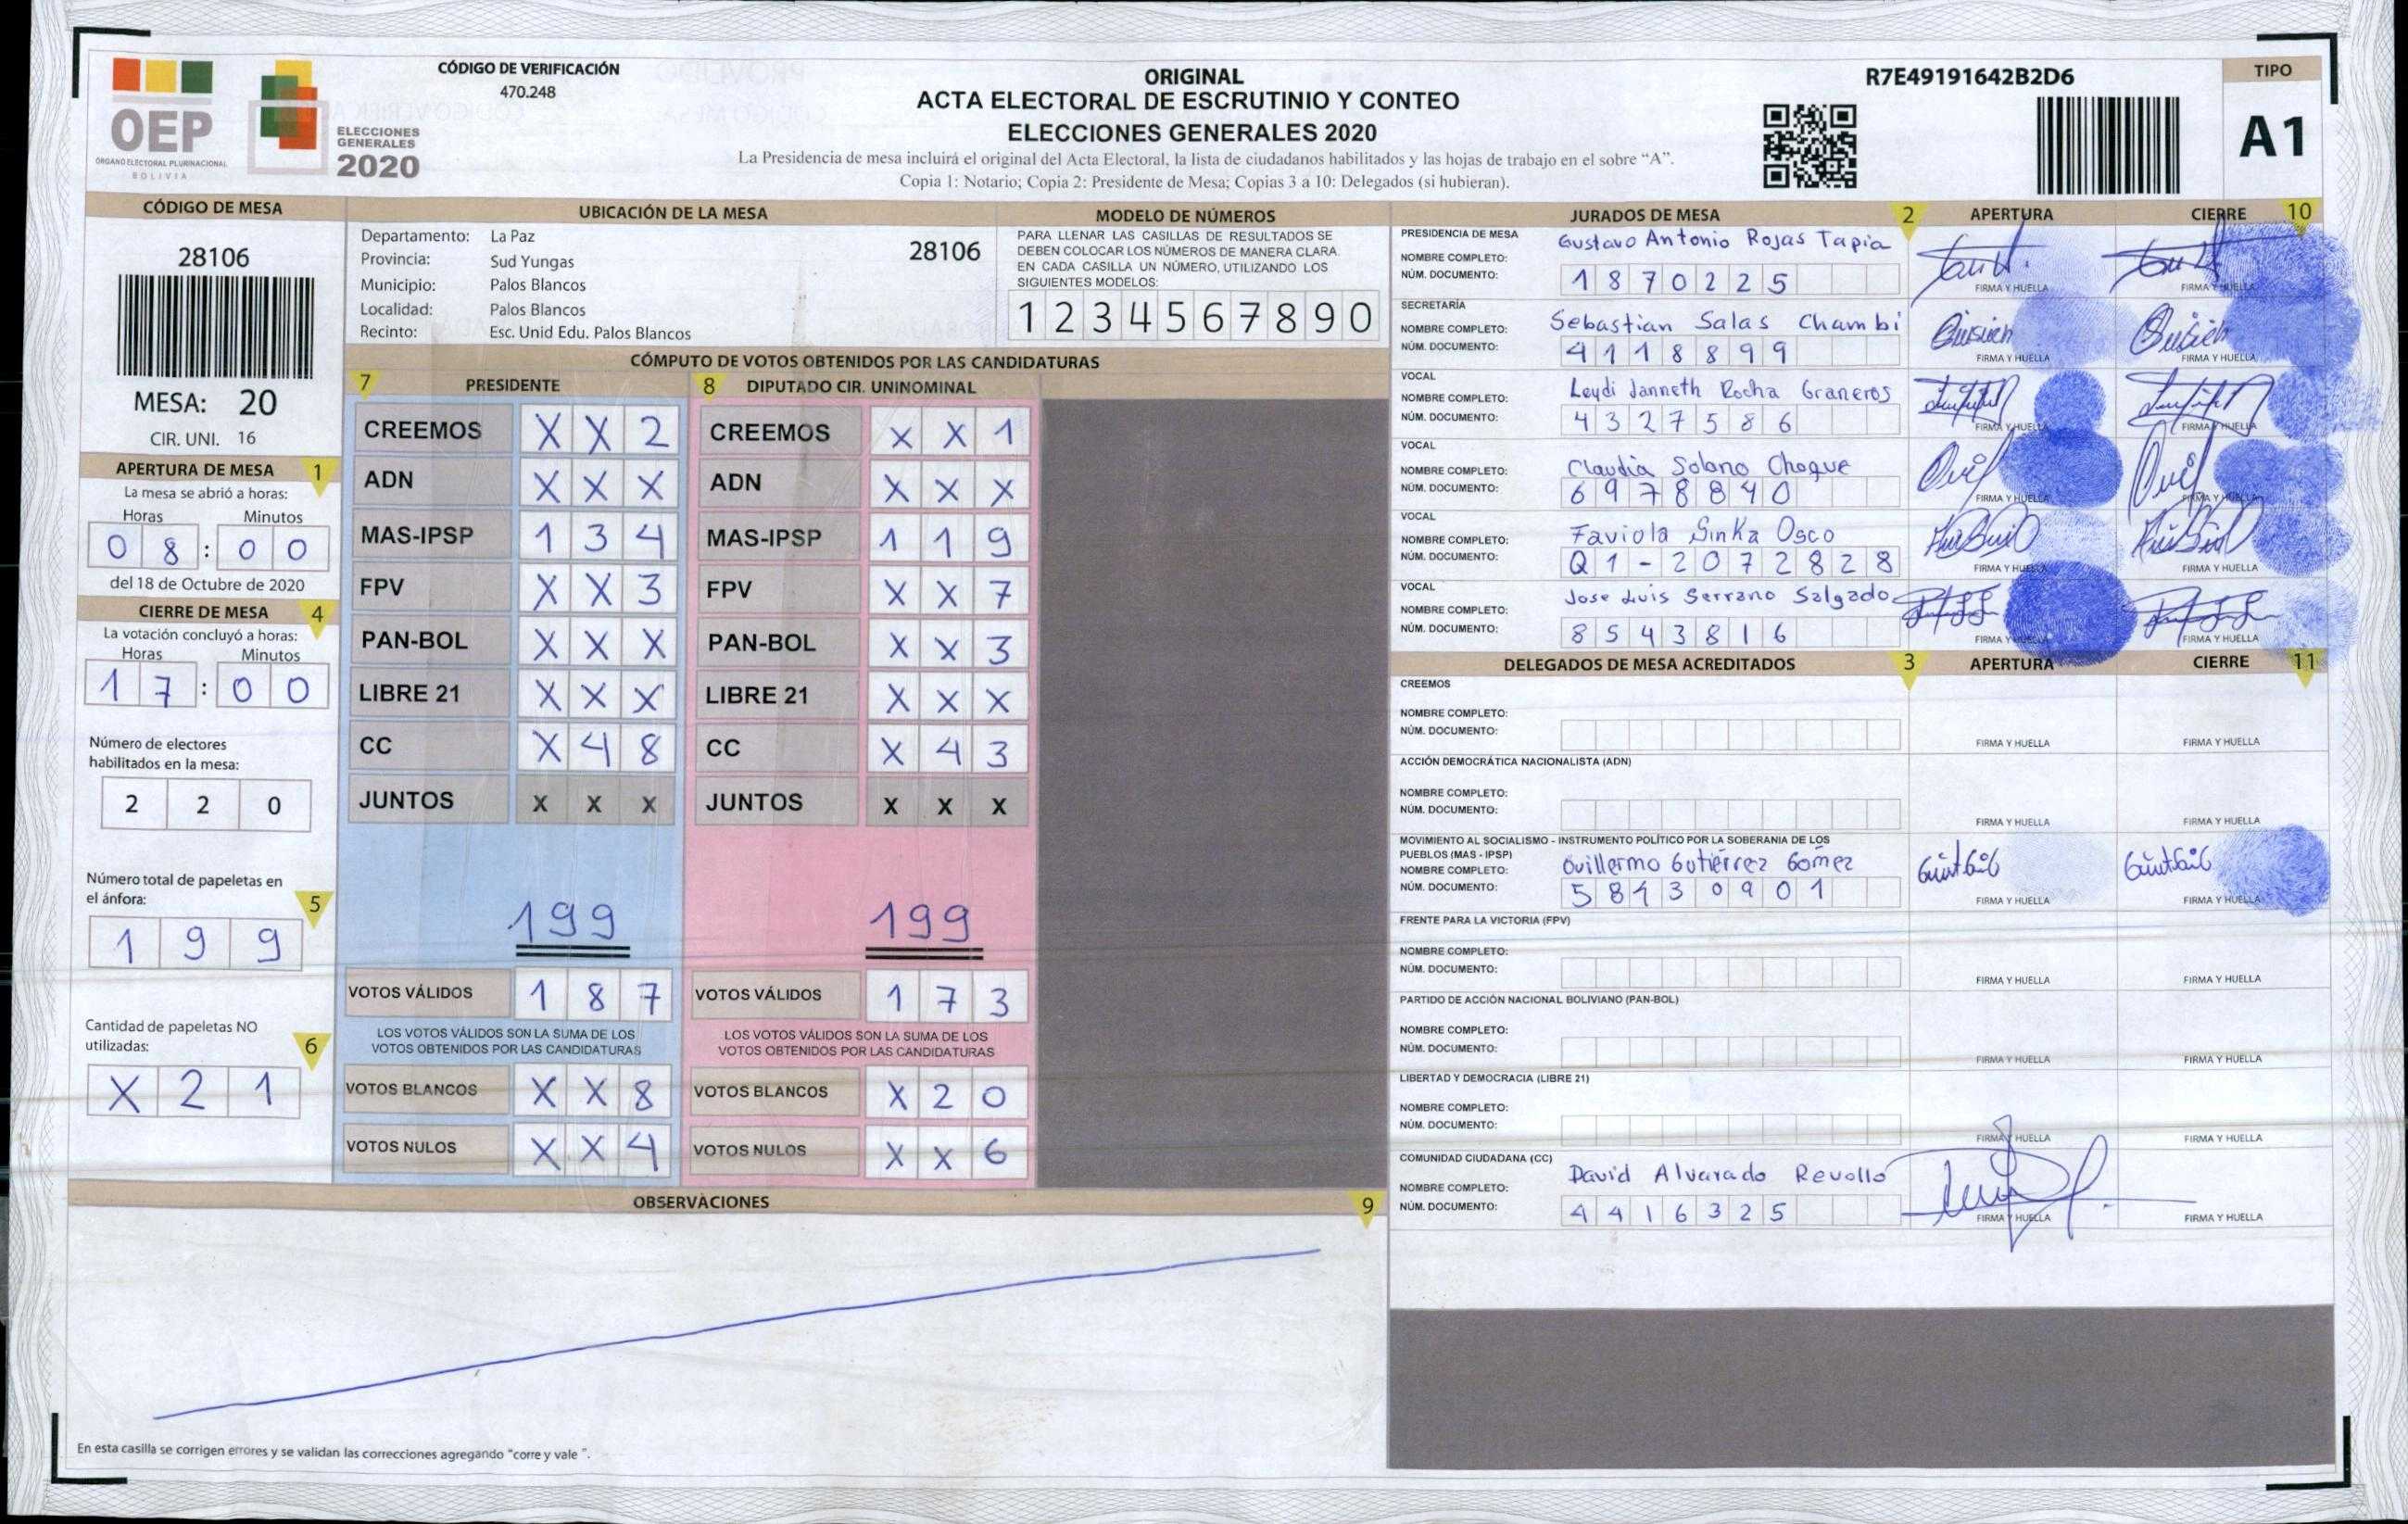 OEP
ÓRGANO ELECTORAL PLURINACIONAL
BOLIVIA
ELECCIONES
GENERALES
2020
CÓDIGO DE VERIFICACIÓN
470.248
ORIGINAL
ACTA ELECTORAL DE ESCRUTINIO Y CONTEO
ELECCIONES GENERALES 2020
La Presidencia de mesa incluirá el original del Acta Electoral, la lista de ciudadanos habilitados y las hojas de trabajo en el sobre “A”.
Copia 1: Notario; Copia 2: Presidente de Mesa; Copias 3 a 10: Delegados (si hubieran).
R7E49191642B2D6
TIPO
A1
CÓDIGO DE MESA
28106
MESA: 20
CIR. UNI. 16
APERTURA DE MESA 1
La mesa se abrió a horas:
Horas Minutos
0 8 : 0 0
del 18 de Octubre de 2020
CIERRE DE MESA 4
La votación concluyó a horas:
Horas Minutos
1 7 : 0 0
Número de electores
habilitados en la mesa:
2 2 0
Número total de papeletas en
el ánfora: 5
1 9 9
Cantidad de papeletas NO
utilizadas: 6
X 2 1
UBICACIÓN DE LA MESA
Departamento: La Paz 28106
Provincia: Sud Yungas
Municipio: Palos Blancos
Localidad: Palos Blancos
Recinto: Esc. Unid Edu. Palos Blancos
MODELO DE NÚMEROS
PARA LLENAR LAS CASILLAS DE RESULTADOS SE
DEBEN COLOCAR LOS NÚMEROS DE MANERA CLARA.
EN CADA CASILLA UN NÚMERO, UTILIZANDO LOS
SIGUIENTES MODELOS:
1 2 3 4 5 6 7 8 9 0
CÓMPUTO DE VOTOS OBTENIDOS POR LAS CANDIDATURAS
7 PRESIDENTE 8 DIPUTADO CIR. UNINOMINAL
CREEMOS X X 2 CREEMOS X X 1
ADN X X X ADN X X X
MAS-IPSP 1 3 4 MAS-IPSP 1 1 9
FPV X X 3 FPV X X 7
PAN-BOL X X X PAN-BOL X X 3
LIBRE 21 X X X LIBRE 21 X X X
CC X 4 8 CC X 4 3
JUNTOS X X X JUNTOS X X X
199 199
VOTOS VÁLIDOS 1 8 7 VOTOS VÁLIDOS 1 7 3
LOS VOTOS VÁLIDOS SON LA SUMA DE LOS LOS VOTOS VÁLIDOS SON LA SUMA DE LOS
VOTOS OBTENIDOS POR LAS CANDIDATURAS VOTOS OBTENIDOS POR LAS CANDIDATURAS
VOTOS BLANCOS X X 8 VOTOS BLANCOS X 2 0
VOTOS NULOS X X 4 VOTOS NULOS X X 6
OBSERVACIONES 9
En esta casilla se corrigen errores y se validan las correcciones agregando “corre y vale ”.
JURADOS DE MESA 2 APERTURA CIERRE 10
PRESIDENCIA DE MESA
NOMBRE COMPLETO: Gustavo Antonio Rojas Tapia
NÚM. DOCUMENTO: 1 8 7 0 2 2 5 FIRMA Y HUELLA FIRMA Y HUELLA
SECRETARÍA
NOMBRE COMPLETO: Sebastian Salas Chambi
NÚM. DOCUMENTO: 4 1 1 8 8 9 9 FIRMA Y HUELLA FIRMA Y HUELLA
VOCAL
NOMBRE COMPLETO: Leydi Janneth Rocha Graneros
NÚM. DOCUMENTO: 4 3 2 7 5 8 6 FIRMA Y HUELLA FIRMA Y HUELLA
VOCAL
NOMBRE COMPLETO: Claudia Solano Choque
NÚM. DOCUMENTO: 6 9 7 8 8 4 0 FIRMA Y HUELLA FIRMA Y HUELLA
VOCAL
NOMBRE COMPLETO: Faviola Sinka Osco
NÚM. DOCUMENTO: Q 1 - 2 0 7 2 8 2 8 FIRMA Y HUELLA FIRMA Y HUELLA
VOCAL
NOMBRE COMPLETO: Jose Luis Serrano Salgado
NÚM. DOCUMENTO: 8 5 4 3 8 1 6 FIRMA Y HUELLA FIRMA Y HUELLA
DELEGADOS DE MESA ACREDITADOS 3 APERTURA CIERRE 11
CREEMOS
NOMBRE COMPLETO:
NÚM. DOCUMENTO: FIRMA Y HUELLA FIRMA Y HUELLA
ACCIÓN DEMOCRÁTICA NACIONALISTA (ADN)
NOMBRE COMPLETO:
NÚM. DOCUMENTO: FIRMA Y HUELLA FIRMA Y HUELLA
MOVIMIENTO AL SOCIALISMO - INSTRUMENTO POLÍTICO POR LA SOBERANIA DE LOS
PUEBLOS (MAS - IPSP)
NOMBRE COMPLETO: Guillermo Gutiérrez Gomez
NÚM. DOCUMENTO: FIRMA Y HUELLA FIRMA Y HUELLA
FRENTE PARA LA VICTORIA (FPV)
NOMBRE COMPLETO:
NÚM. DOCUMENTO: FIRMA Y HUELLA FIRMA Y HUELLA
PARTIDO DE ACCIÓN NACIONAL BOLIVIANO (PAN-BOL)
NOMBRE COMPLETO:
NÚM. DOCUMENTO: FIRMA Y HUELLA FIRMA Y HUELLA
LIBERTAD Y DEMOCRACIA (LIBRE 21)
NOMBRE COMPLETO:
NÚM. DOCUMENTO: FIRMA Y HUELLA FIRMA Y HUELLA
COMUNIDAD CIUDADANA (CC)
NOMBRE COMPLETO: David Alvarado Revollo
NÚM. DOCUMENTO: 4 4 1 6 3 2 5 FIRMA Y HUELLA FIRMA Y HUELLA